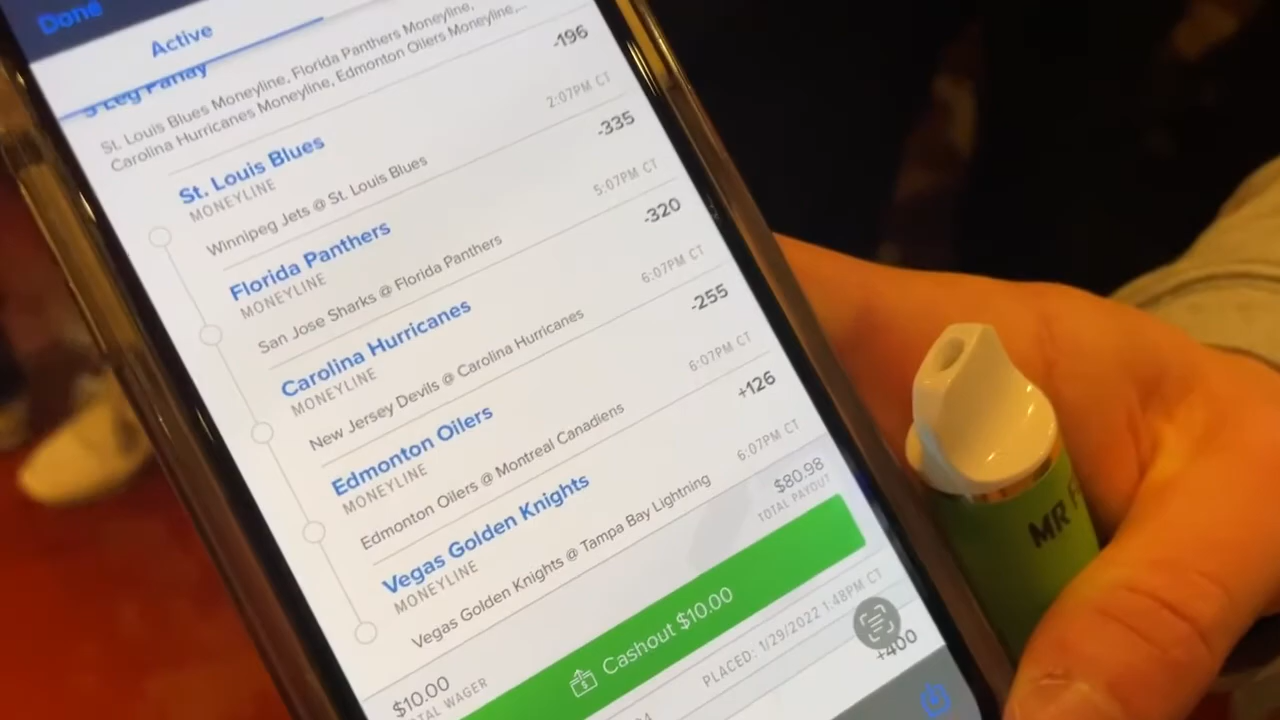 Done
Active
5 Leg Parlay
St. Louis Blues Moneyline, Florida Panthers Moneyline,
Carolina Hurricanes Moneyline, Edmonton Oilers Moneyline,...
St. Louis Blues -196
MONEYLINE
Winnipeg Jets @ St. Louis Blues 2:07PM CT
Florida Panthers -335
MONEYLINE
San Jose Sharks @ Florida Panthers 5:07PM CT
Carolina Hurricanes -320
MONEYLINE
New Jersey Devils @ Carolina Hurricanes 6:07PM CT
Edmonton Oilers -255
MONEYLINE
Edmonton Oilers @ Montreal Canadiens 6:07PM CT
Vegas Golden Knights +126
MONEYLINE
Vegas Golden Knights @ Tampa Bay Lightning 6:07PM CT
$10.00 $80.98
TOTAL WAGER TOTAL PAYOUT
Cashout $10.00
PLACED: 1/29/2022 1:48PM CT
+400
MR